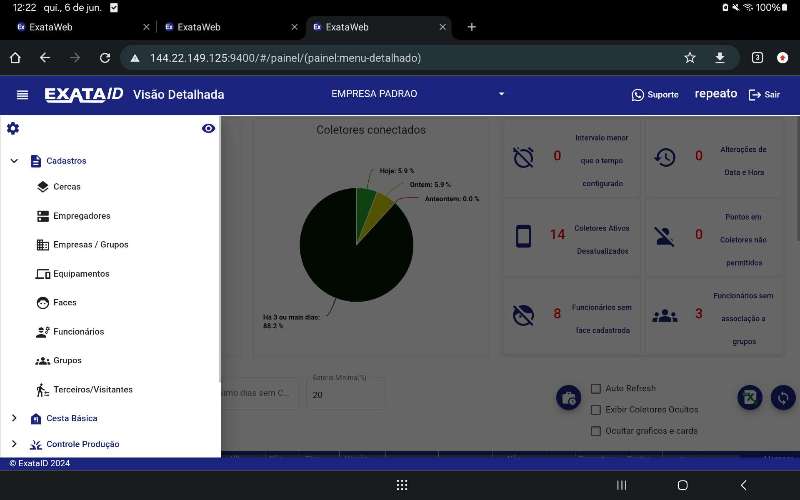 12:22 qui., 6 de jun. 100%
ExataWeb
ExataWeb
ExataWeb
144.22.149.125:9400/#/painel/(painel:menu-detalhado)
3
EXATA ID Visão Detalhada
EMPRESA PADRAO
Suporte
repeato
Sair
Cadastros
Cercas
Empregadores
Empresas / Grupos
Equipamentos
Faces
Funcionários
Grupos
Terceiros/Visitantes
Cesta Básica
Controle Produção
Coletores conectados
Hoje: 5.9 %
Ontem: 5.9 %
Anteontem: 0.0 %
Há 3 ou mais dias:
88.2 %
0
Intervalo menor
que o tempo
configurado
0
Alterações de
Data e Hora
14
Coletores Ativos
Desatualizados
0
Pontos em
Coletores não
permitidos
8
Funcionários sem
face cadastrada
3
Funcionários sem
associação a
grupos
imo dias sem C...
Bateria Mínima(%)
20
Auto Refresh
Exibir Coletores Ocultos
Ocultar graficos e cards
© ExataID 2024